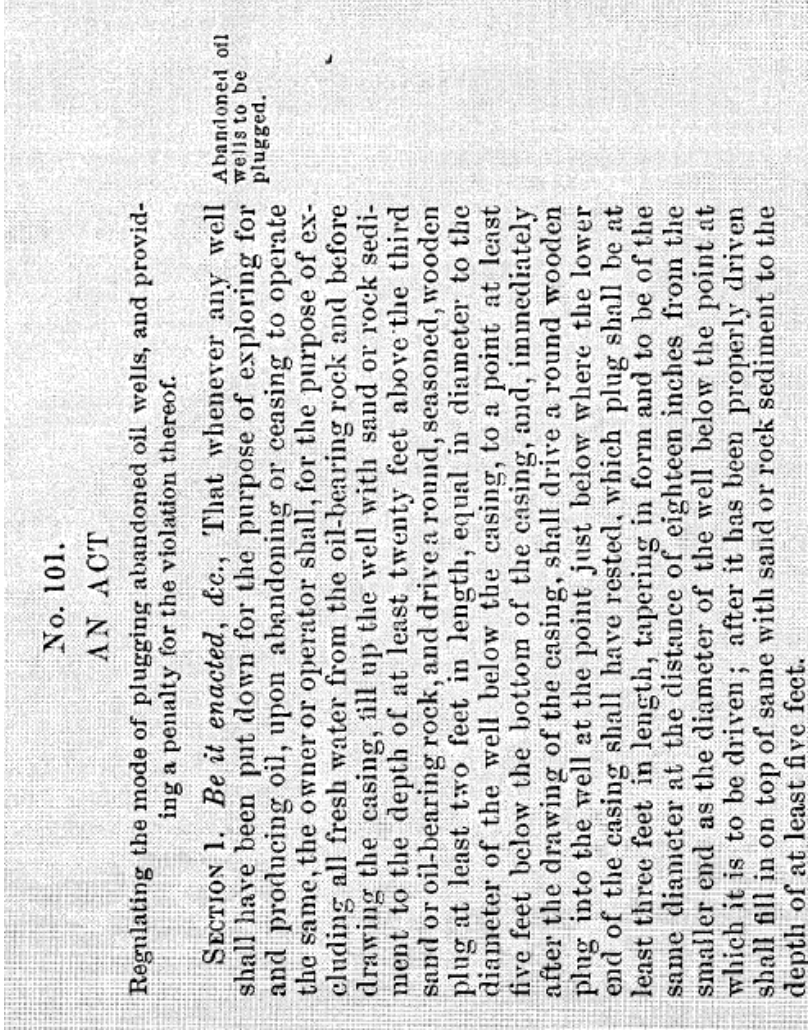 No. 101.
AN ACT
Regulating the mode of plugging abandoned oil wells, and provid-
ing a penalty for the violation thereof.
SECTION 1. Be it enacted, &c., That whenever any well
shall have been put down for the purpose of exploring for
and producing oil, upon abandoning or ceasing to operate
the same, the owner or operator shall, for the purpose of ex-
cluding all fresh water from the oil-bearing rock and before
drawing the casing, fill up the well with sand or rock sedi-
ment to the depth of at least twenty feet above the third
sand or oil-bearing rock, and drive a round, seasoned, wooden
plug at least two feet in length, equal in diameter to the
diameter of the well below the casing, to a point at least
five feet below the bottom of the casing, and, immediately
after the drawing of the casing, shall drive a round wooden
plug into the well at the point just below where the lower
end of the casing shall have rested, which plug shall be at
least three feet in length, tapering in form and to be of the
same diameter at the distance of eighteen inches from the
smaller end as the diameter of the well below the point at
which it is to be driven; after it has been properly driven
shall fill in on top of same with sand or rock sediment to the
depth of at least five feet.
Abandoned oil
wells to be
plugged.